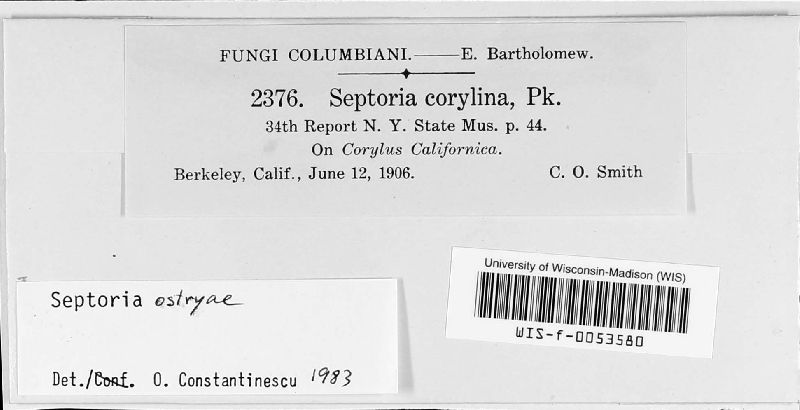 FUNGI COLUMBIANI.——E. Bartholomew.
2376. Septoria corylina, Pk.
34th Report N. Y. State Mus. p. 44.
On Corylus Californica.
Berkeley, Calif., June 12, 1906. C. O. Smith
University of Wisconsin-Madison (WIS)
WIS-f-0053580
Septoria ostryae
Det./Conf. O. Constantinescu 1983